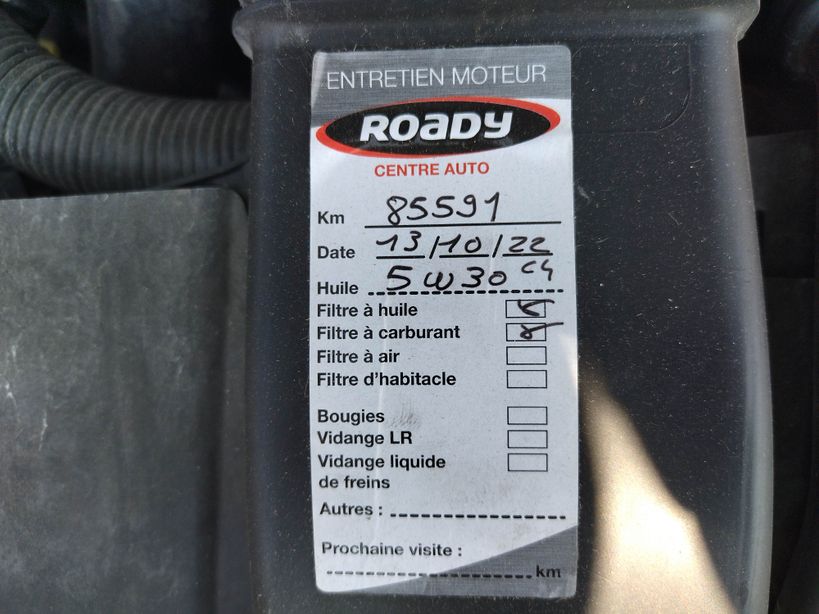 ENTRETIEN MOTEUR
ROADY
CENTRE AUTO
Km 85591
Date 13/10/22
Huile 5W30 C4
Filtre à huile
Filtre à carburant
Filtre à air
Filtre d'habitacle
Bougies
Vidange LR
Vidange liquide
de freins
Autres :
Prochaine visite :
km